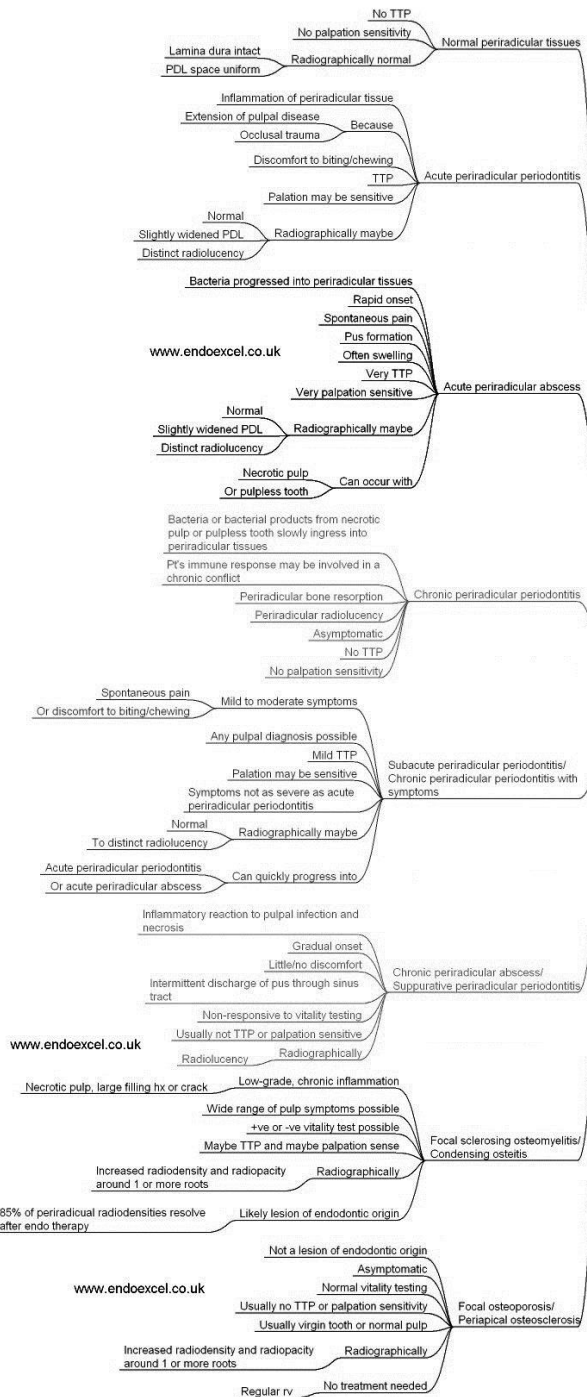 No TTP
No palpation sensitivity
Normal periradicular tissues
Lamina dura intact
PDL space uniform
Radiographically normal
Inflammation of periradicular tissue
Extension of pulpal disease
Occlusal trauma
Because
Discomfort to biting/chewing
Acute periradicular periodontitis
TTP
Palation may be sensitive
Normal
Slightly widened PDL
Distinct radiolucency
Radiographically maybe
Bacteria progressed into periradicular tissues
Rapid onset
Spontaneous pain
Pus formation
www.endoexcel.co.uk
Often swelling
Very TTP
Acute periradicular abscess
Very palpation sensitive
Normal
Slightly widened PDL
Distinct radiolucency
Radiographically maybe
Necrotic pulp
Or pulpless tooth
Can occur with
Bacteria or bacterial products from necrotic
pulp or pulpless tooth slowly ingress into
periradicular tissues
Pt's immune response may be involved in a
chronic conflict
Periradicular bone resorption
Chronic periradicular periodontitis
Periradicular radiolucency
Asymptomatic
No TTP
No palpation sensitivity
Spontaneous pain
Or discomfort to biting/chewing
Mild to moderate symptoms
Any pulpal diagnosis possible
Mild TTP
Palation may be sensitive
Subacute periradicular periodontitis/
Chronic periradicular periodontitis with
symptoms
Symptoms not as severe as acute
periradicular periodontitis
Normal
To distinct radiolucency
Radiographically maybe
Acute periradicular periodontitis
Or acute periradicular abscess
Can quickly progress into
Inflammatory reaction to pulpal infection and
necrosis
Gradual onset
Little/no discomfort
Chronic periradicular abscess/
Suppurative periradicular periodontitis
Intermittent discharge of pus through sinus
tract
Non-responsive to vitality testing
Usually not TTP or palpation sensitive
www.endoexcel.co.uk
Radiolucency
Radiographically
Necrotic pulp, large filling hx or crack
Low-grade, chronic inflammation
Wide range of pulp symptoms possible
+ve or -ve vitality test possible
Maybe TTP and maybe palpation sense
Focal sclerosing osteomyelitis/
Condensing osteitis
Increased radiodensity and radiopacity
around 1 or more roots
Radiographically
85% of periradicual radiodensities resolve
after endo therapy
Likely lesion of endodontic origin
Not a lesion of endodontic origin
Asymptomatic
www.endoexcel.co.uk
Normal vitality testing
Usually no TTP or palpation sensitivity
Usually virgin tooth or normal pulp
Focal osteoporosis/
Periapical osteosclerosis
Increased radiodensity and radiopacity
around 1 or more roots
Radiographically
Regular rv
No treatment needed